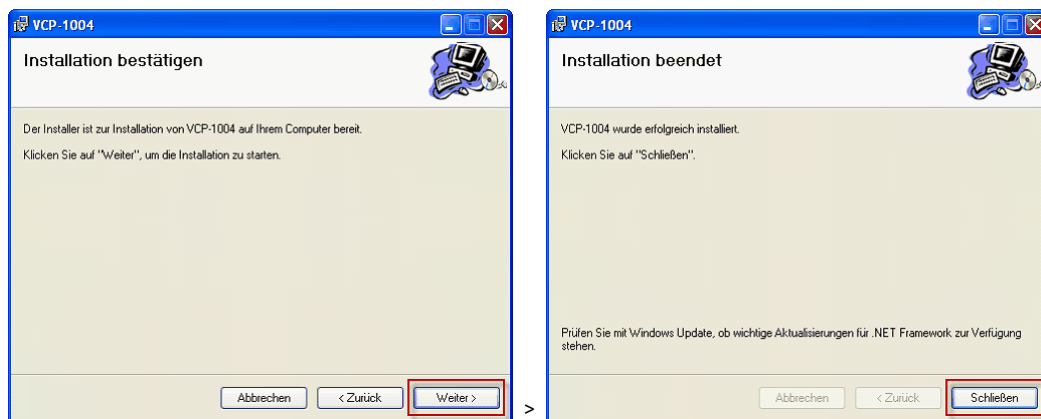 VCP-1004
Installation bestätigen
Der Installer ist zur Installation von VCP-1004 auf Ihrem Computer bereit.
Klicken Sie auf "Weiter", um die Installation zu starten.
Abbrechen
< Zurück
Weiter >
>
VCP-1004
Installation beendet
VCP-1004 wurde erfolgreich installiert.
Klicken Sie auf "Schließen".
Prüfen Sie mit Windows Update, ob wichtige Aktualisierungen für .NET Framework zur Verfügung
stehen.
Abbrechen
< Zurück
Schließen